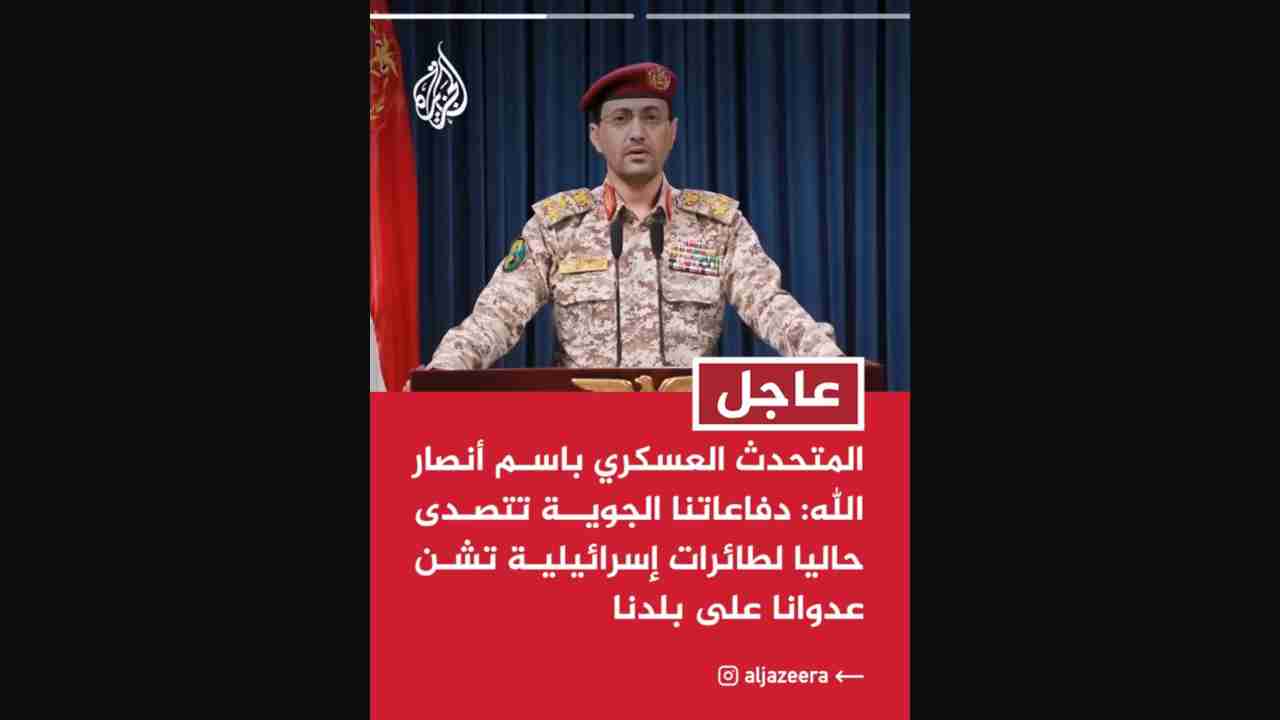 الجزيرة
عاجل
المتحدث العسكري باسم أنصار
الله: دفاعاتنا الجوية تتصدى
حاليا لطائرات إسرائيلية تشن
عدوانا على بلدنا
aljazeera